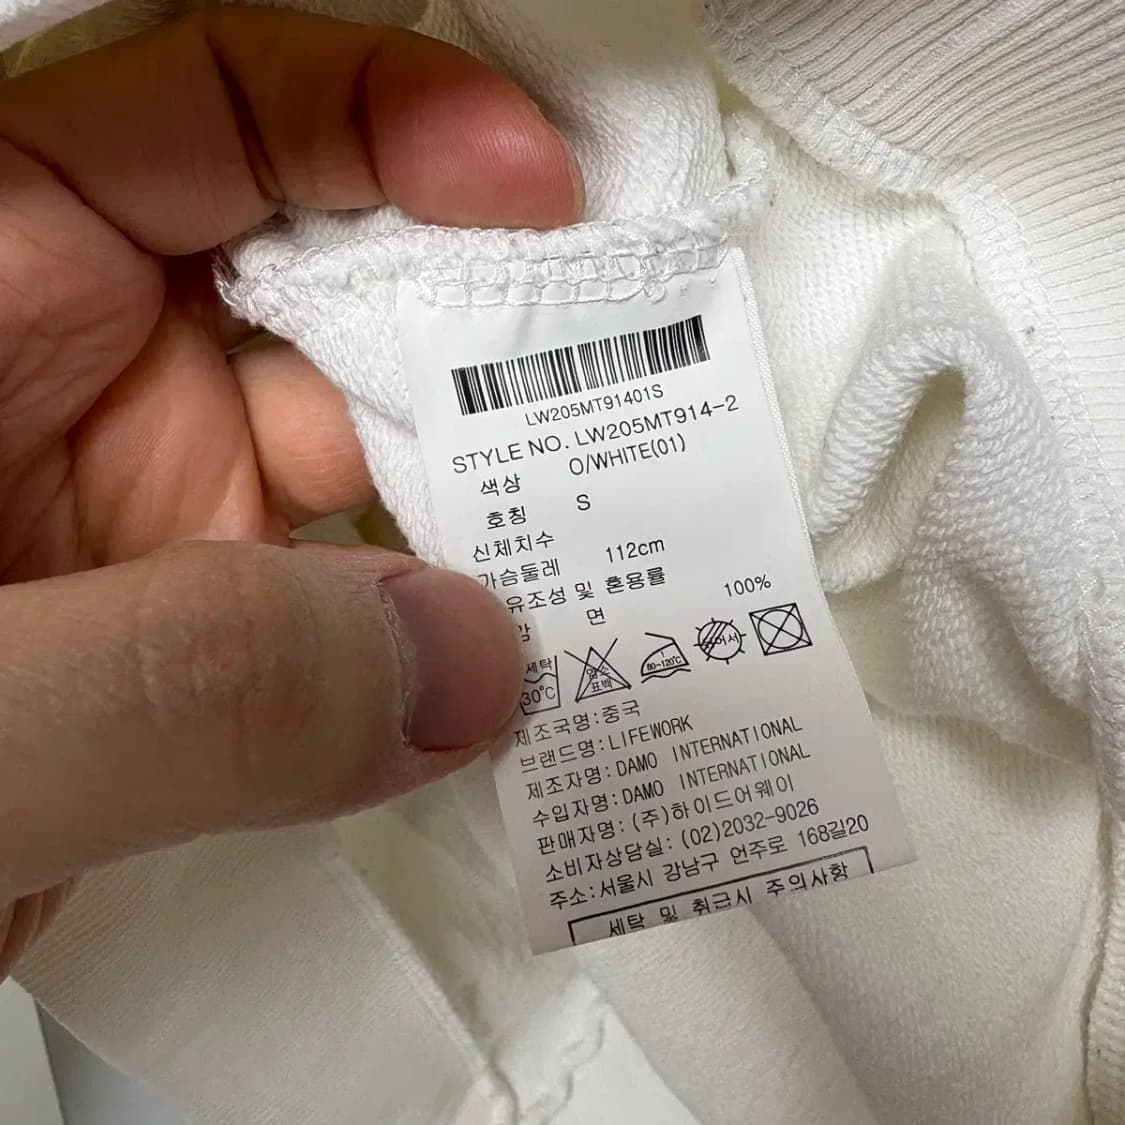 LW205MT91401S
STYLE NO. LW205MT914-2
색상 O/WHITE(01)
호칭 S
신체치수
가슴둘레 112cm
유조성 및 혼용률
감 면 100%
세탁 30℃ 염소 표백 80~120℃
제조국명:중국
브랜드명:LIFEWORK
제조자명:DAMO INTERNATIONAL
수입자명:DAMO INTERNATIONAL
판매자명:(주)하이드어웨이
소비자상담실:(02)2032-9026
주소:서울시 강남구 언주로 168길20
세탁 및 취급시 주의사항